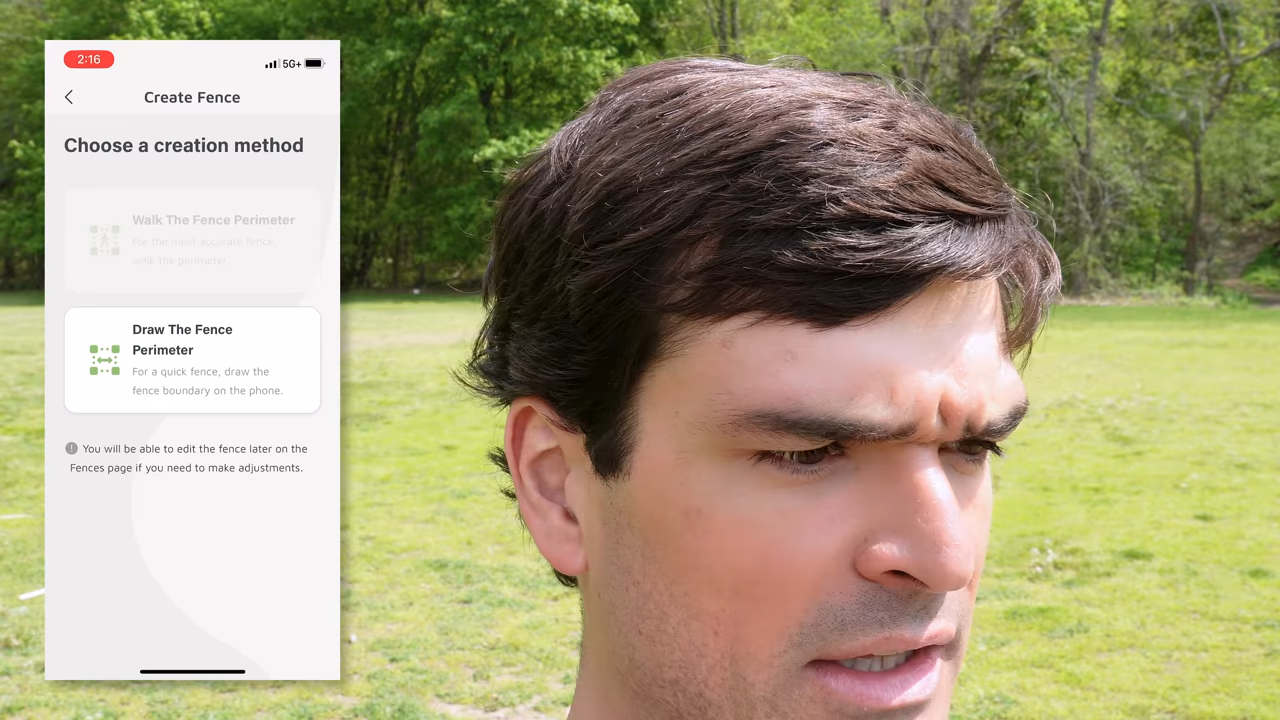 2:16
5G+
Create Fence
Choose a creation method
Walk The Fence Perimeter
For the most accurate fence,
walk the perimeter.
Draw The Fence
Perimeter
For a quick fence, draw the
fence boundary on the phone.
You will be able to edit the fence later on the
Fences page if you need to make adjustments.